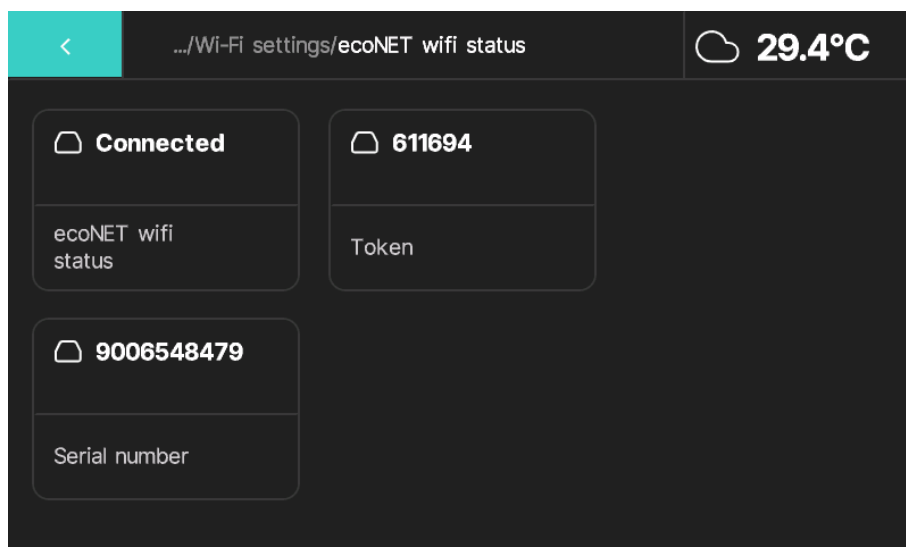 .../Wi-Fi settings/ecoNET wifi status
29.4°C
Connected
ecoNET wifi
status
611694
Token
9006548479
Serial number